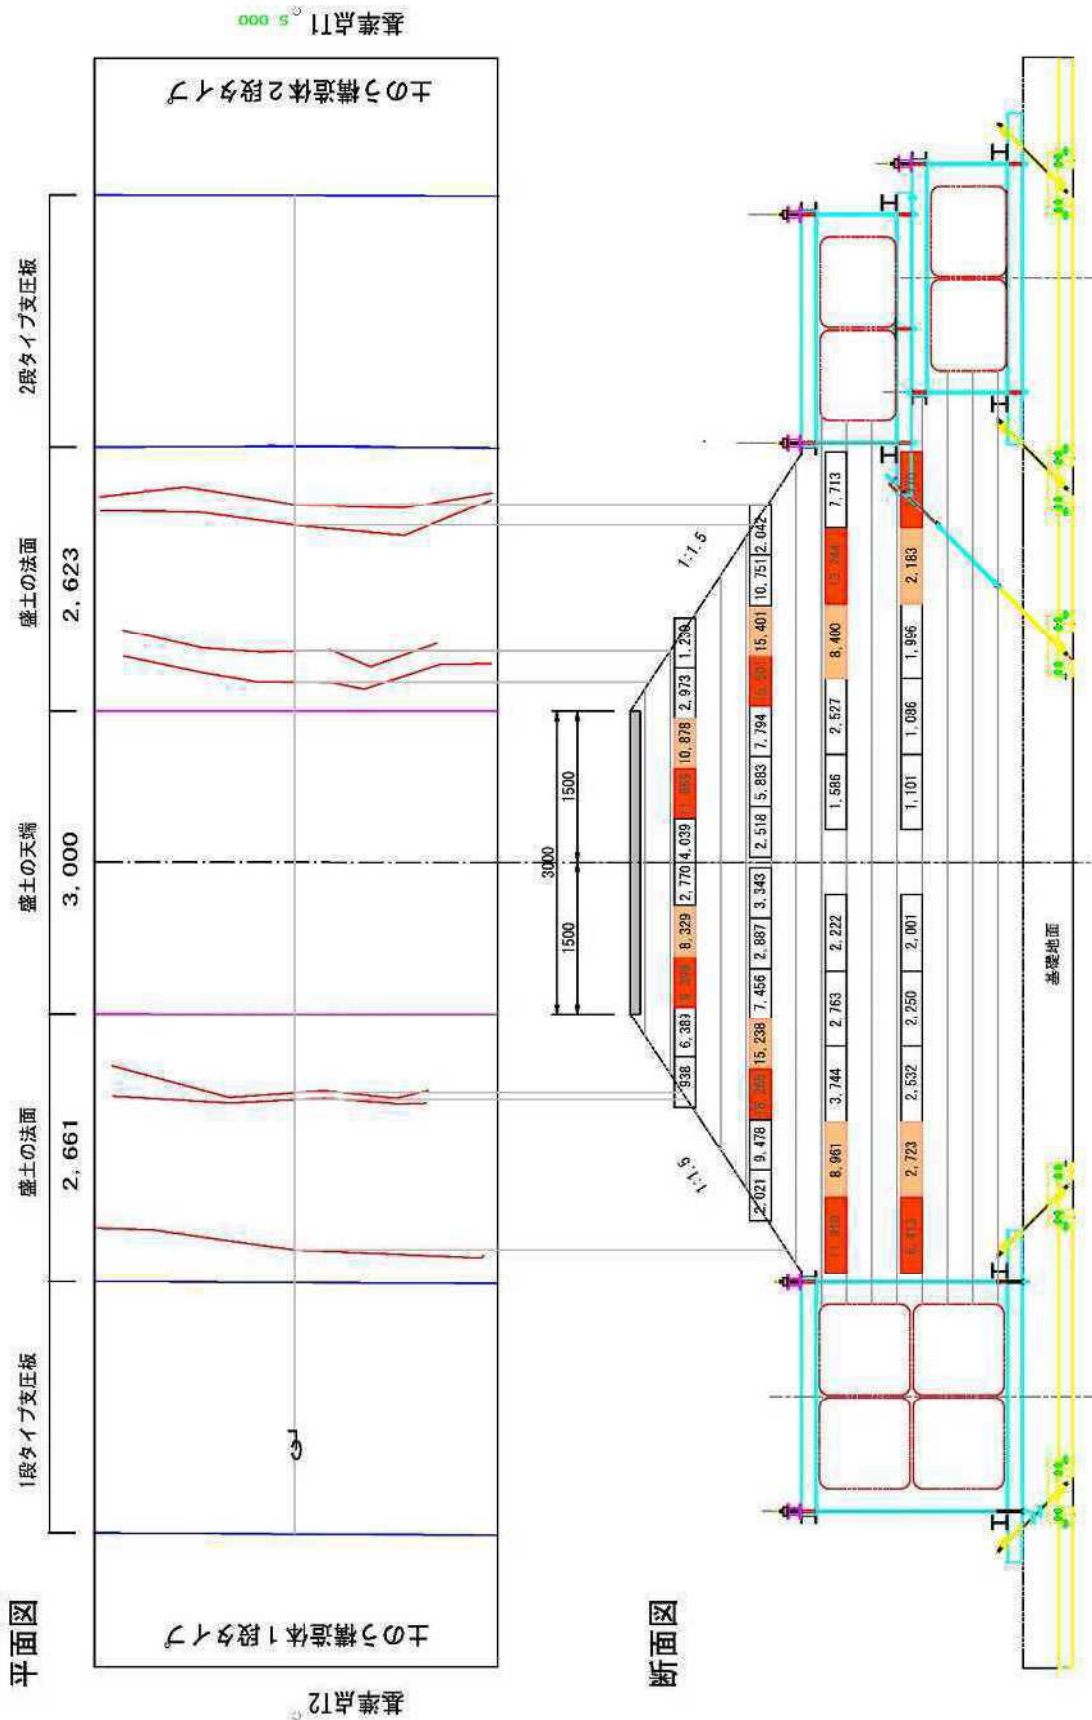 平面図
1段タイプ支圧板
盛土の法面
2,661
盛土の天端
3,000
盛土の法面
2,623
2段タイプ支圧板
基準点T2
土のう構造体1段タイプ
土のう構造体2段タイプ
基準点T1
5.000
断面図
3000
1500
1500
1:1.5
1:1.5
938 6,389 8,329 2,770 4,039 10,878 2,973 1,230
2,021 9,478 15,238 7,456 2,887 3,343 2,518 5,883 7,794 15,401 10,751 2,042
8,961 3,744 2,763 2,222 1,586 2,527 8,400 7,713
2,723 2,532 2,250 2,001 1,101 1,086 1,996 2,183
基礎地面